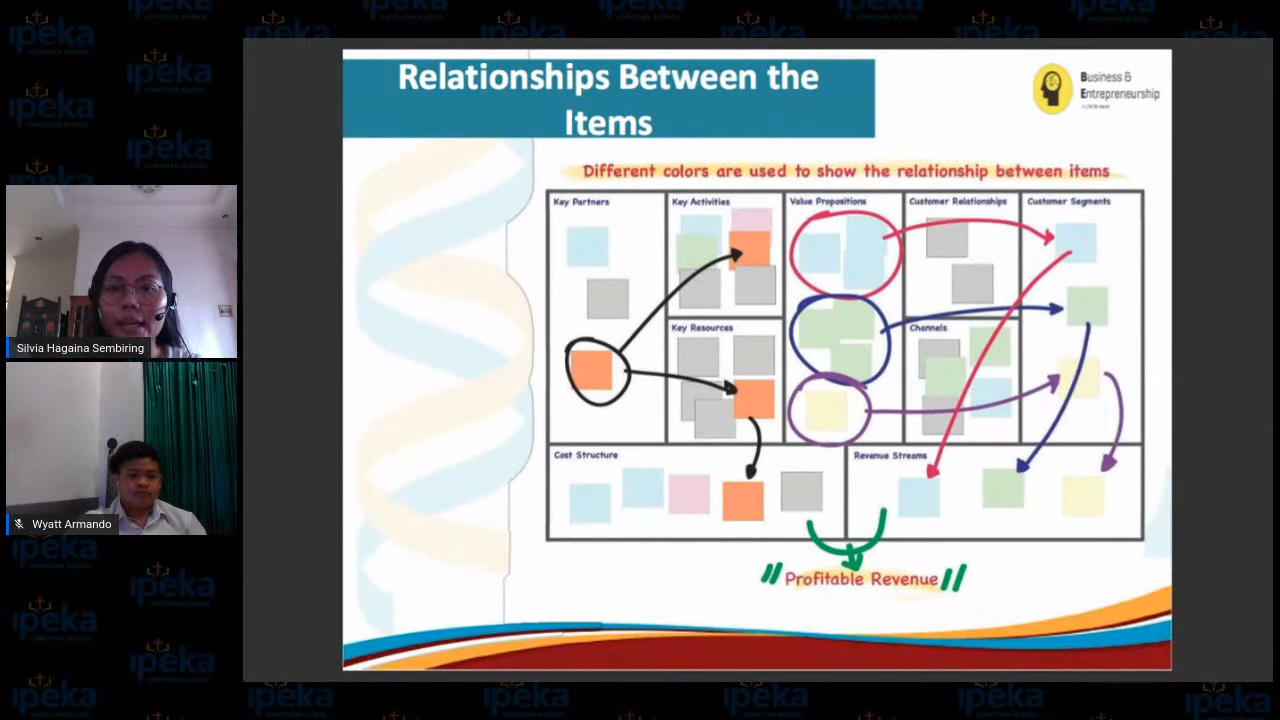 Relationships Between the
Items
Business &
Entrepreneurship
Different colors are used to show the relationship between items
Key Partners
Key Activities
Value Propositions
Customer Relationships
Customer Segments
Key Resources
Channels
Cost Structure
Revenue Streams
"Profitable Revenue"
Silvia Hagaina Sembiring
Wyatt Armando
ipeka
CHRISTIAN SCHOOL